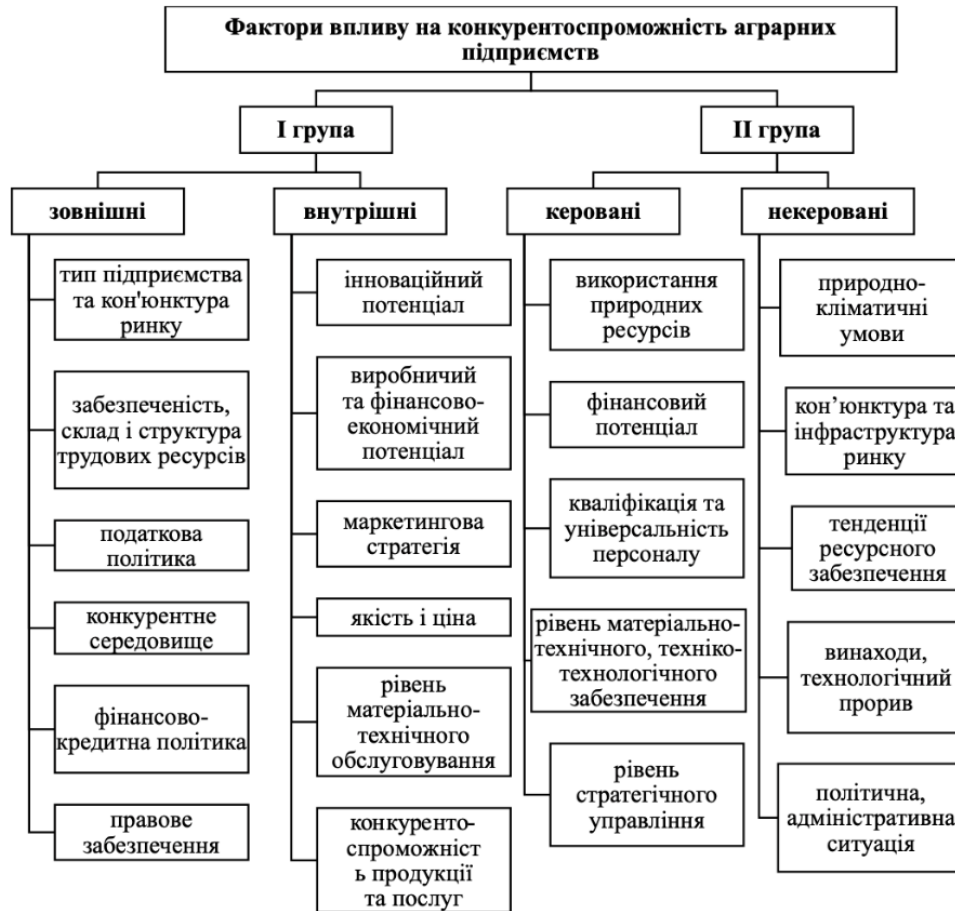 Фактори впливу на конкурентоспроможність аграрних
підприємств
І група
ІІ група
зовнішні
внутрішні
керовані
некеровані
тип підприємства
та кон'юнктура
ринку
забезпеченість,
склад і структура
трудових ресурсів
податкова
політика
конкурентне
середовище
фінансово-
кредитна політика
правове
забезпечення
інноваційний
потенціал
виробничий
та фінансово-
економічний
потенціал
маркетингова
стратегія
якість і ціна
рівень
матеріально-
технічного
обслуговування
конкуренто-
спроможніст
ь продукції
та послуг
використання
природних
ресурсів
фінансовий
потенціал
кваліфікація та
універсальність
персоналу
рівень матеріально-
технічного, техніко-
технологічного
забезпечення
рівень
стратегічного
управління
природно-
кліматичні
умови
кон’юнктура та
інфраструктура
ринку
тенденції
ресурсного
забезпечення
винаходи,
технологічний
прорив
політична,
адміністративна
ситуація